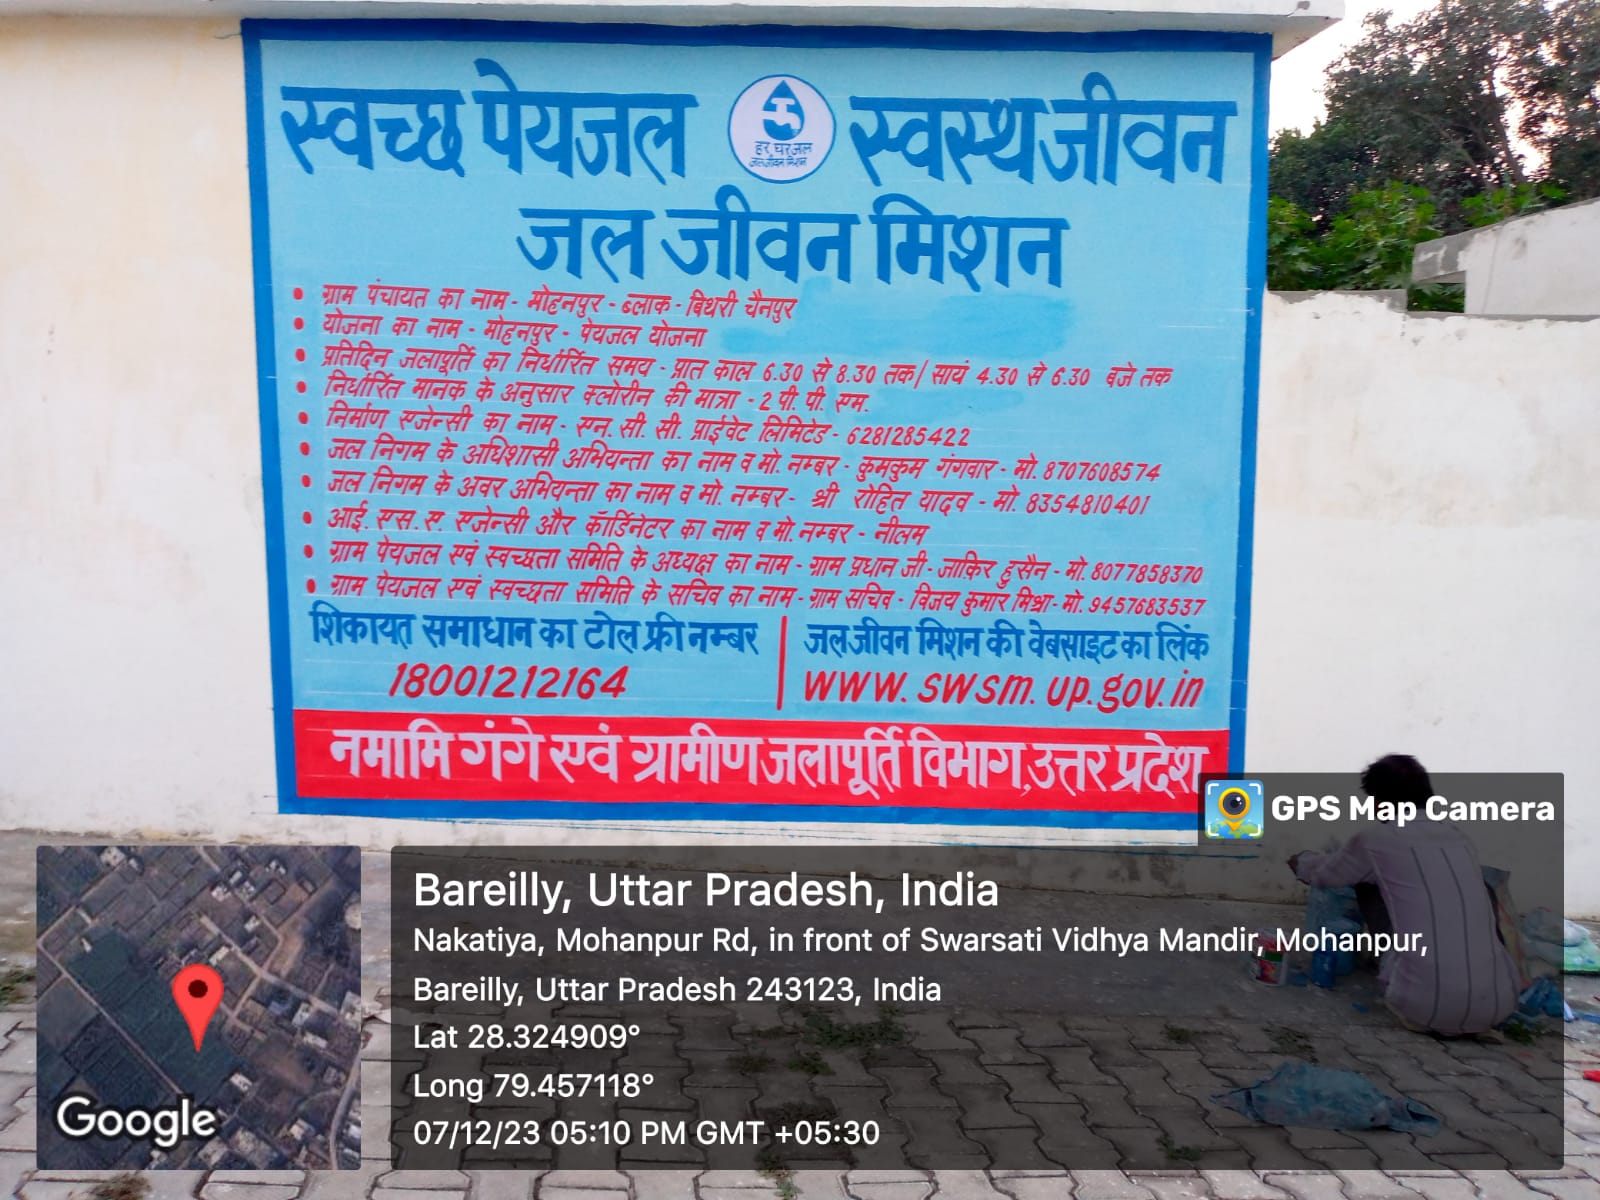 स्वच्छ पेयजल स्वस्थ जीवन
हर घर जल
जल जीवन मिशन
जल जीवन मिशन
• ग्राम पंचायत का नाम - मोहनपुर - ब्लाक - बिथरी चैनपुर
• योजना का नाम - मोहनपुर - पेयजल योजना
• प्रतिदिन जलापूर्ति का निर्धारित समय - प्रात काल 6.30 से 8.30 तक/ सायं 4.30 से 6.30 बजे तक
• निर्धारित मानक के अनुसार क्लोरीन की मात्रा - 2 पी. पी. एम.
• निर्माण एजेन्सी का नाम - एन. सी. सी. प्राईवेट लिमिटेड - 6281285422
• जल निगम के अधिशासी अभियन्ता का नाम व मो. नम्बर - कुमकुम गंगवार - मो. 8707608574
• जल निगम के अवर अभियन्ता का नाम व मो. नम्बर - श्री रोहित यादव - मो. 8354810401
• आई. एस. ए. एजेन्सी और कॉर्डिनेटर का नाम व मो. नम्बर - नीलम
• ग्राम पेयजल एवं स्वच्छता समिति के अध्यक्ष का नाम - ग्राम प्रधान जी - जाकिर हुसैन - मो. 8077858370
• ग्राम पेयजल एवं स्वच्छता समिति के सचिव का नाम - ग्राम सचिव - विजय कुमार मिश्रा - मो. 9457683537
शिकायत समाधान का टोल फ्री नम्बर
18001212164
जल जीवन मिशन की वेबसाइट का लिंक
www.swsm.up.gov.in
नमामि गंगे एवं ग्रामीण जलापूर्ति विभाग, उत्तर प्रदेश
GPS Map Camera
Bareilly, Uttar Pradesh, India
Nakatiya, Mohanpur Rd, in front of Swarsati Vidhya Mandir, Mohanpur,
Bareilly, Uttar Pradesh 243123, India
Lat 28.324909°
Long 79.457118°
07/12/23 05:10 PM GMT +05:30
Google